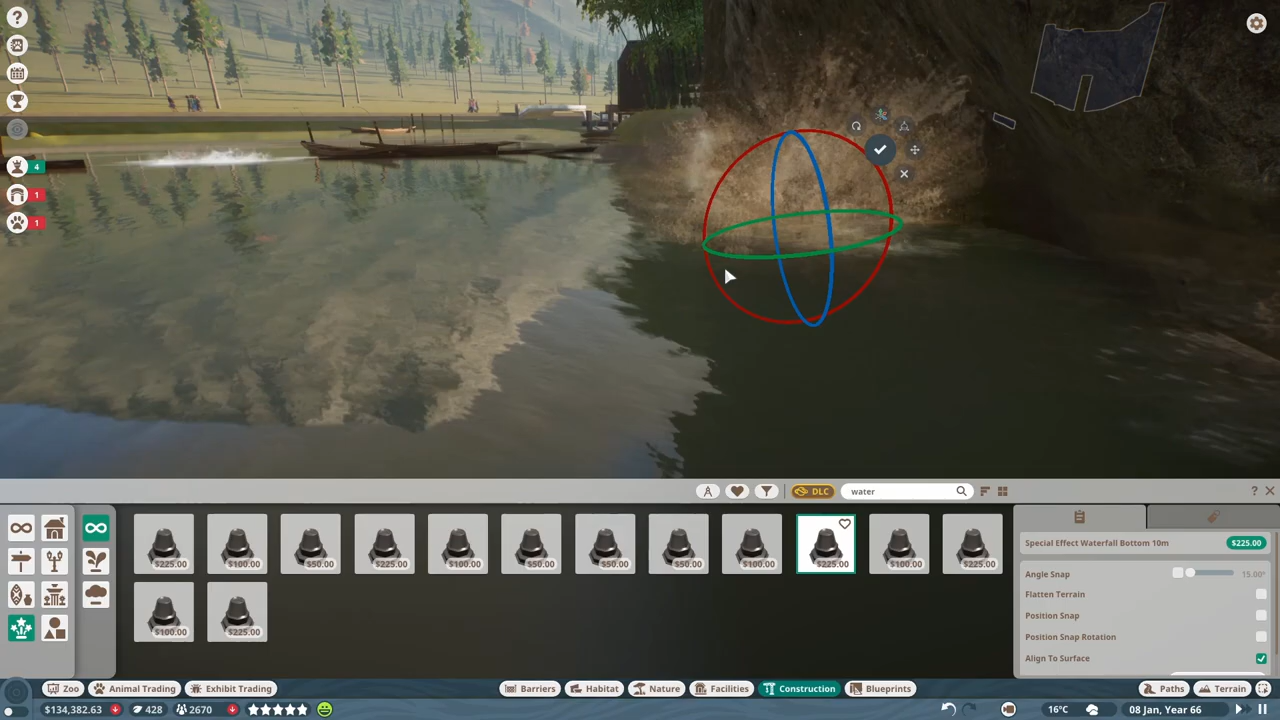 ?
4
1
1
DLC
water
?
$225.00 $100.00 $50.00 $225.00 $100.00 $50.00 $50.00 $50.00 $100.00 $225.00 $100.00 $225.00
$100.00 $225.00
Special Effect Waterfall Bottom 10m $225.00
Angle Snap 15.00°
Flatten Terrain
Position Snap
Position Snap Rotation
Align To Surface
Zoo Animal Trading Exhibit Trading Barriers Habitat Nature Facilities Construction Blueprints Paths Terrain
$134,382.63 428 2670 16°C 08 Jan, Year 66